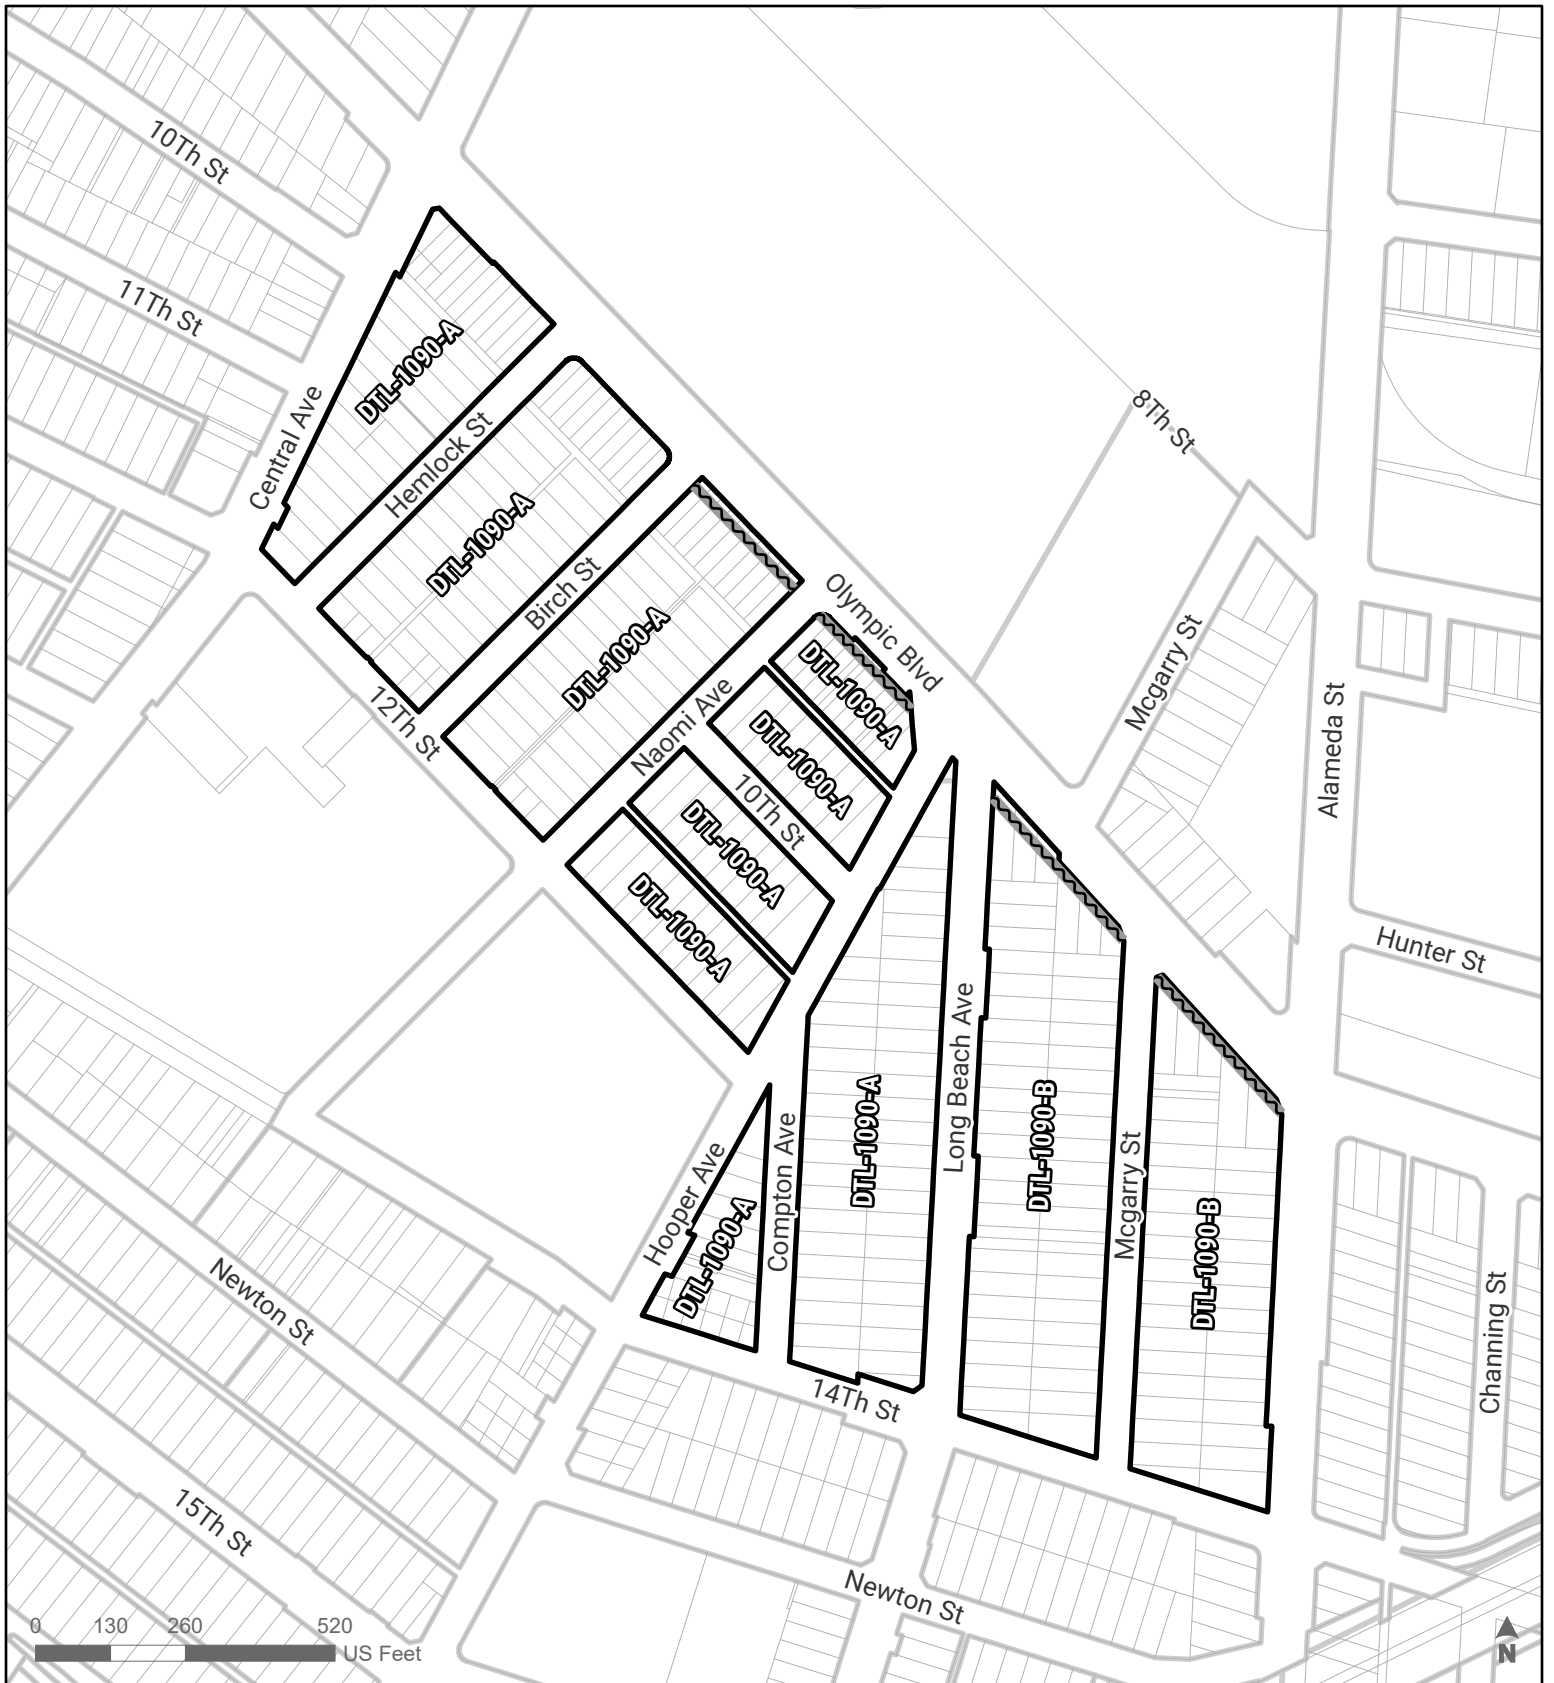 10Th St
11Th St
Central Ave
DTL-1090-A
Hemlock St
DTL-1090-A
Birch St
DTL-1090-A
12Th St
Naomi Ave
Olympic Blvd
DTL-1090-A
DTL-1090-A
10Th St
DTL-1090-A
DTL-1090-A
8Th St
Mcgarry St
Alameda St
Hunter St
Long Beach Ave
DTL-1090-A
DTL-1090-B
Compton Ave
Hooper Ave
DTL-1090-A
Mcgarry St
DTL-1090-B
Channing St
Newton St
14Th St
15Th St
Newton St
0 130 260 520
US Feet
N